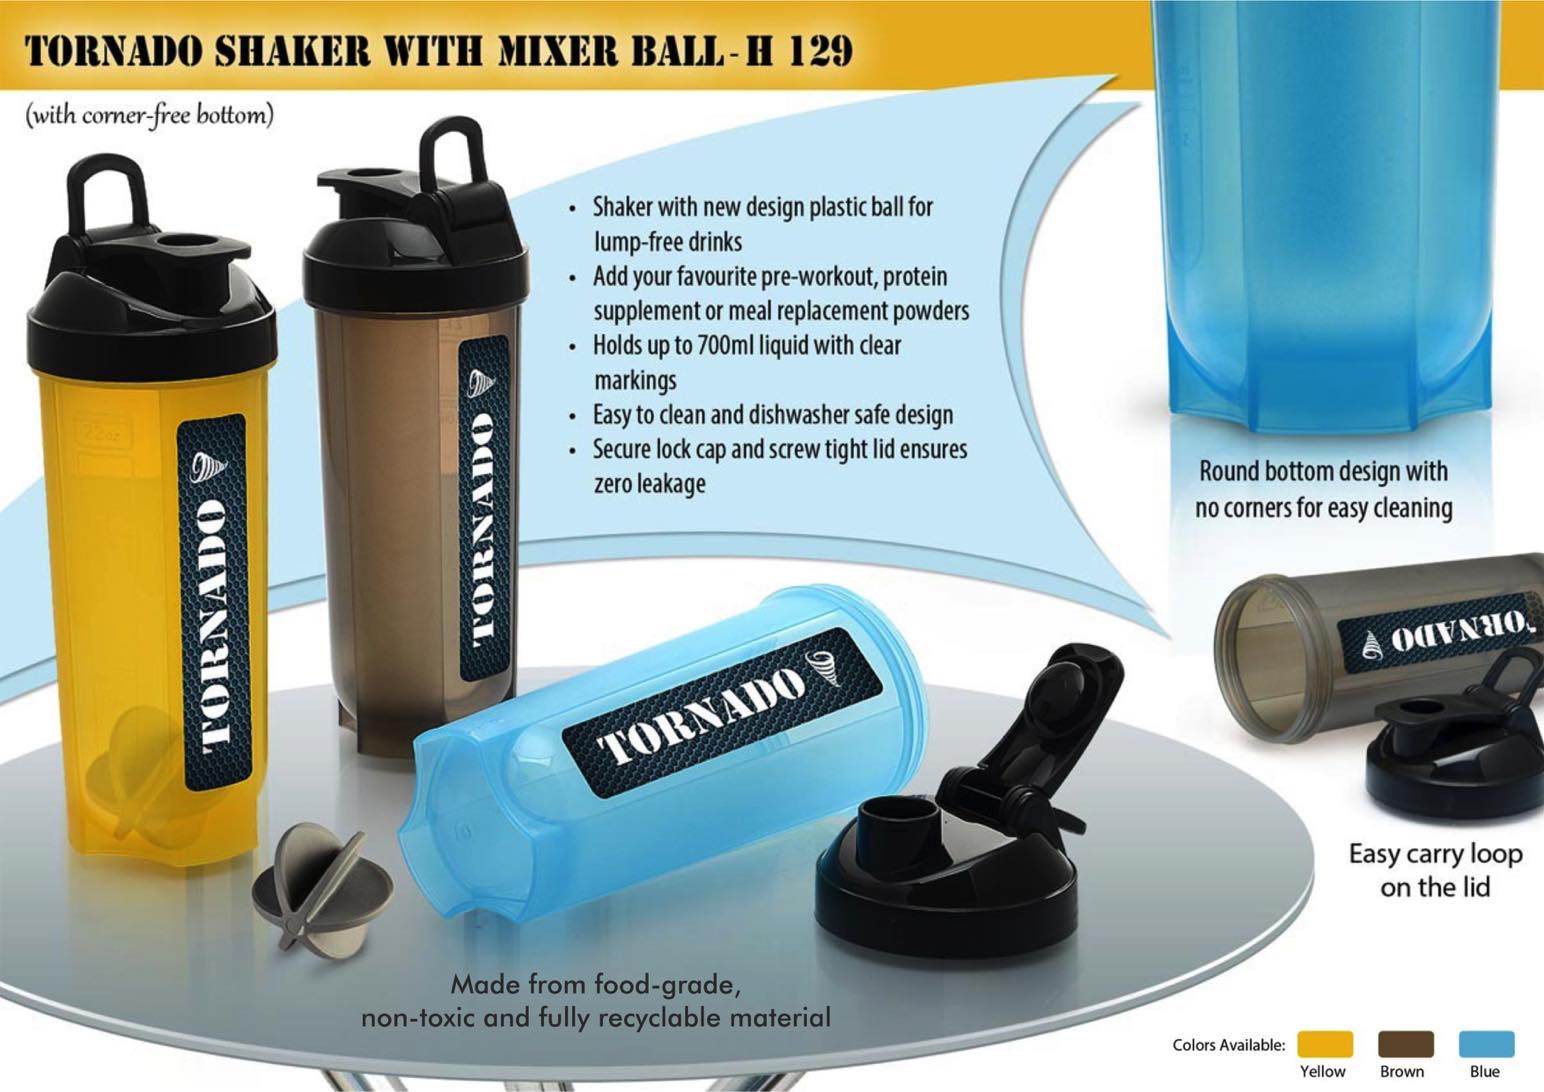 TORNADO SHAKER WITH MIXER BALL - H 129
(with corner-free bottom)
• Shaker with new design plastic ball for
lump-free drinks
• Add your favourite pre-workout, protein
supplement or meal replacement powders
• Holds up to 700ml liquid with clear
markings
• Easy to clean and dishwasher safe design
• Secure lock cap and screw tight lid ensures
zero leakage
Round bottom design with
no corners for easy cleaning
22oz
TORNADO
TORNADO
TORNADO
TORNADO
Easy carry loop
on the lid
Made from food-grade,
non-toxic and fully recyclable material
Colors Available:
Yellow Brown Blue